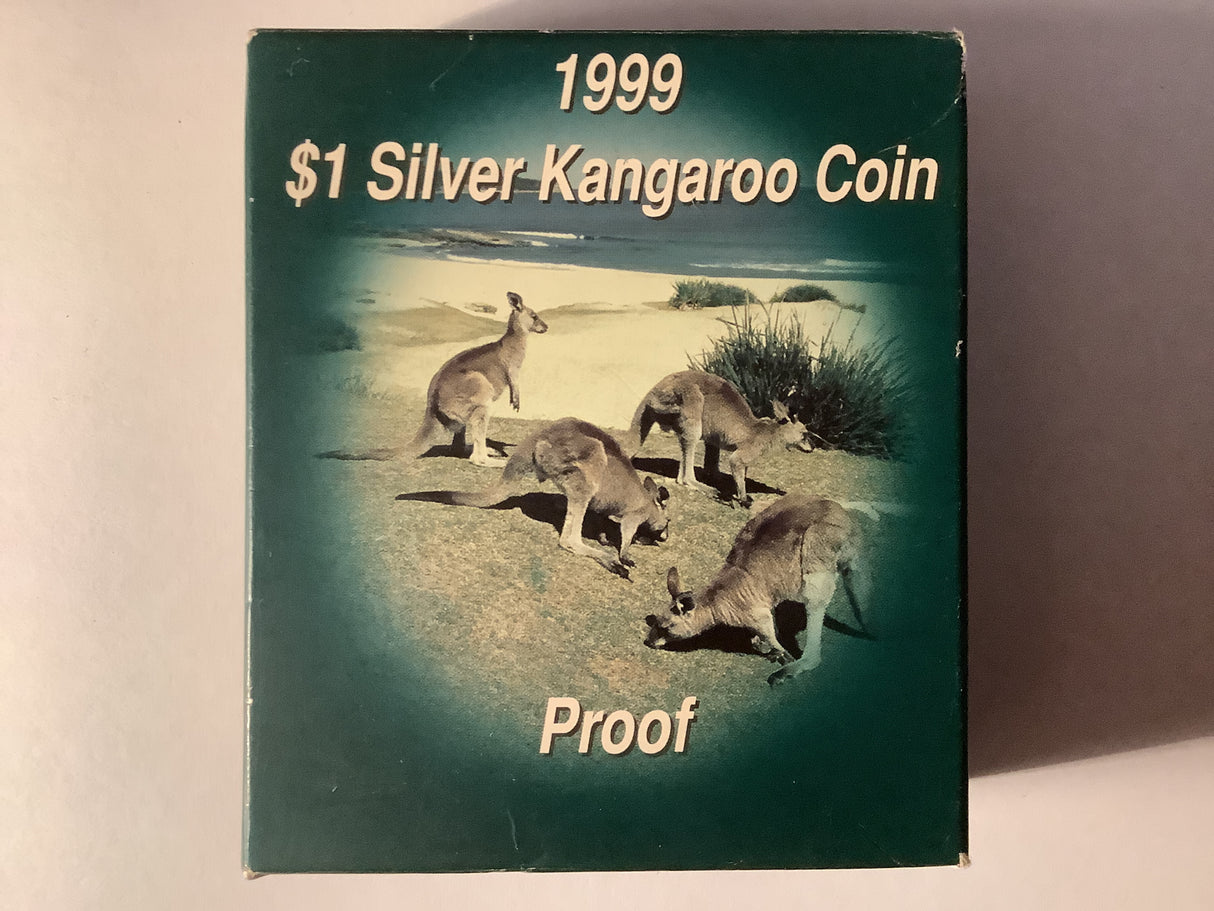 1999
$1 Silver Kangaroo Coin
Proof